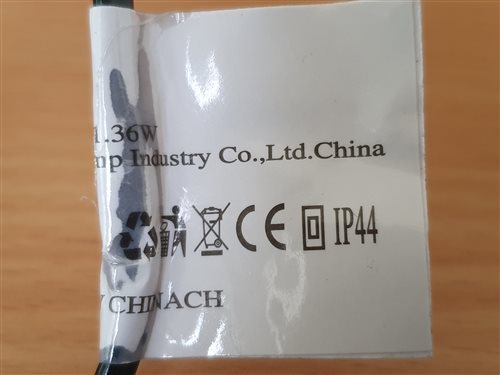 1.36W
mp Industry Co.,Ltd.China
CE IP44
CHINACH